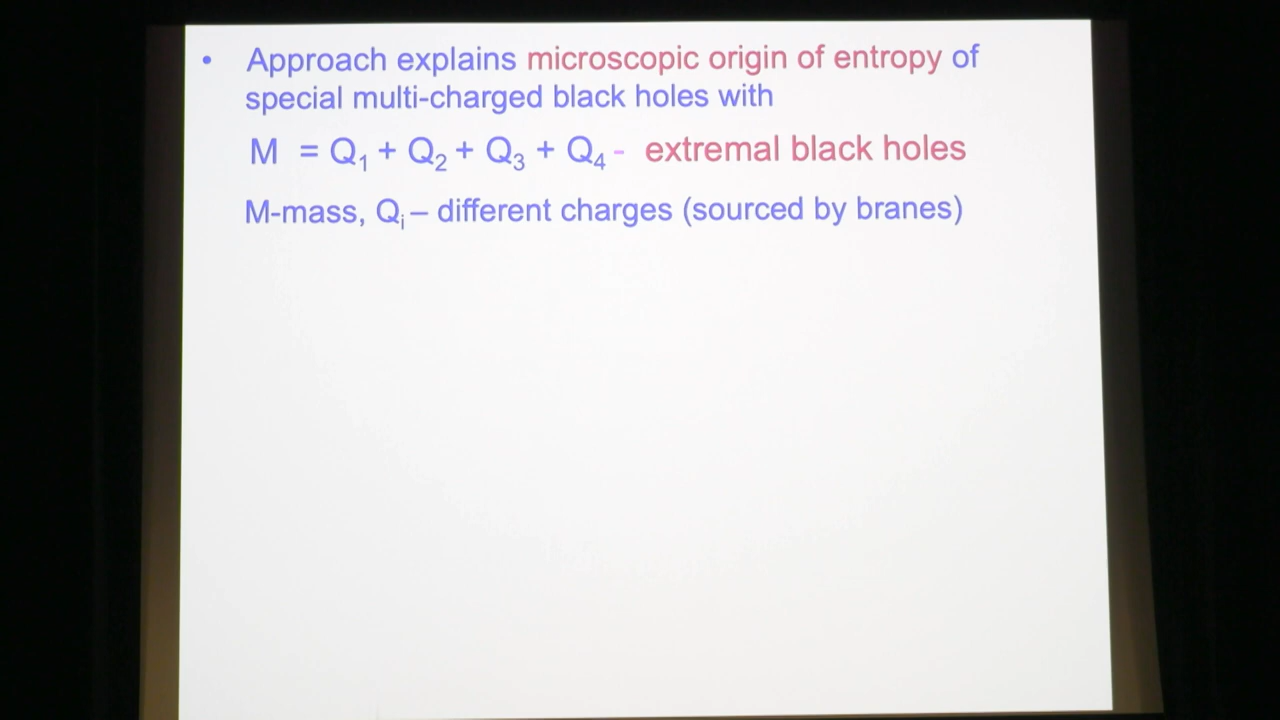 • Approach explains microscopic origin of entropy of
special multi-charged black holes with
M = Q₁ + Q₂ + Q₃ + Q₄ - extremal black holes
M-mass, Qᵢ – different charges (sourced by branes)